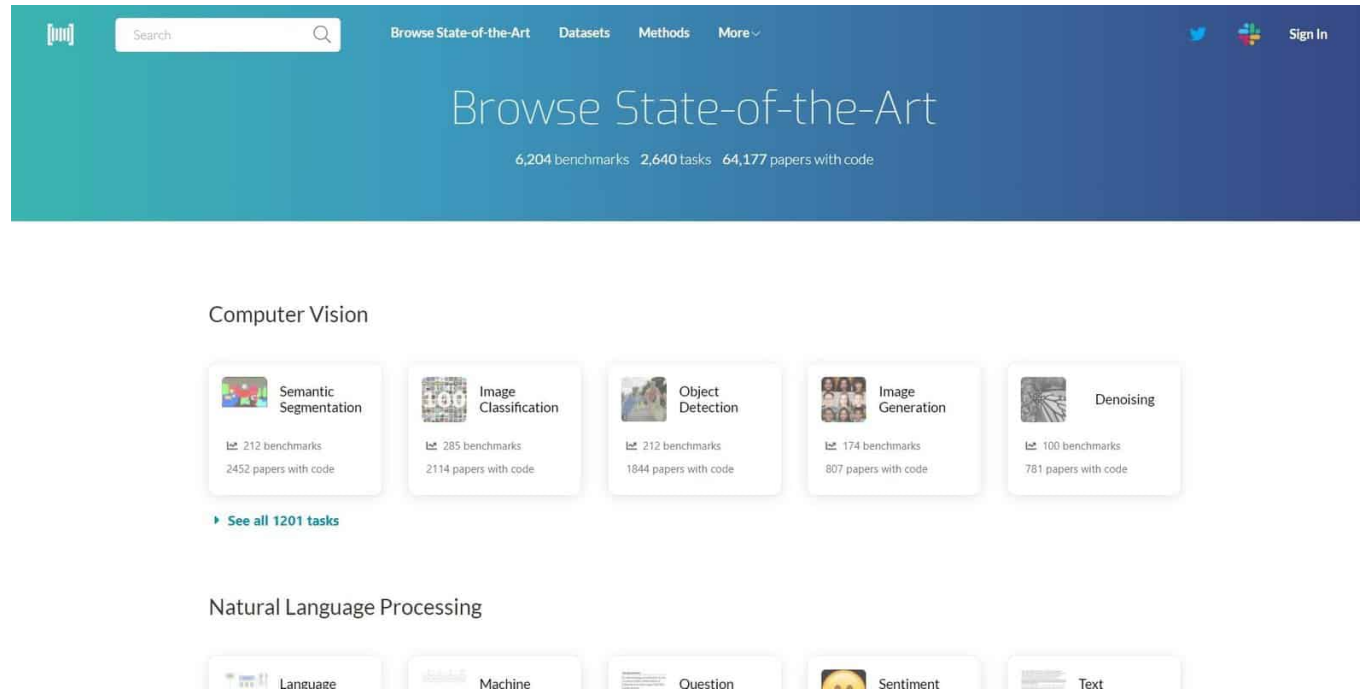 Search
Browse State-of-the-Art Datasets Methods More
Sign In
Browse State-of-the-Art
6,204 benchmarks 2,640 tasks 64,177 papers with code
Computer Vision
Semantic
Segmentation
212 benchmarks
2452 papers with code
100
Image
Classification
285 benchmarks
2114 papers with code
Object
Detection
212 benchmarks
1844 papers with code
Image
Generation
174 benchmarks
807 papers with code
Denoising
100 benchmarks
781 papers with code
See all 1201 tasks
Natural Language Processing
Language
Machine
Question
Sentiment
Text